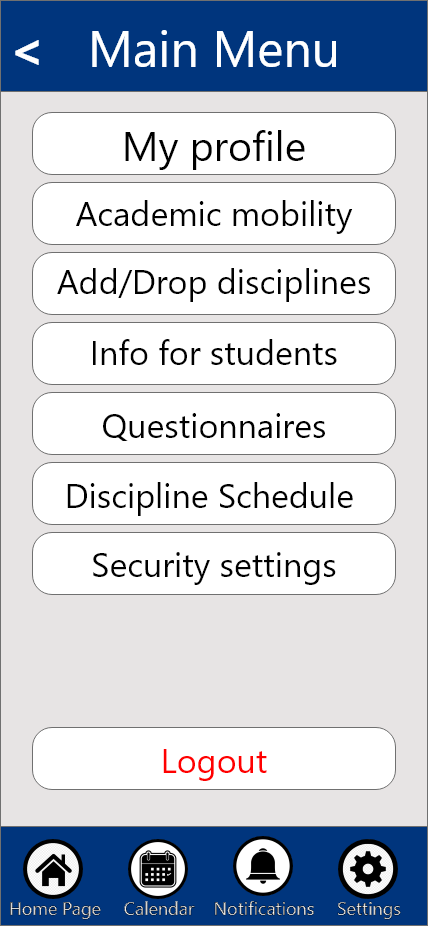 < Main Menu
My profile
Academic mobility
Add/Drop disciplines
Info for students
Questionnaires
Discipline Schedule
Security settings
Logout
Home Page Calendar Notifications Settings